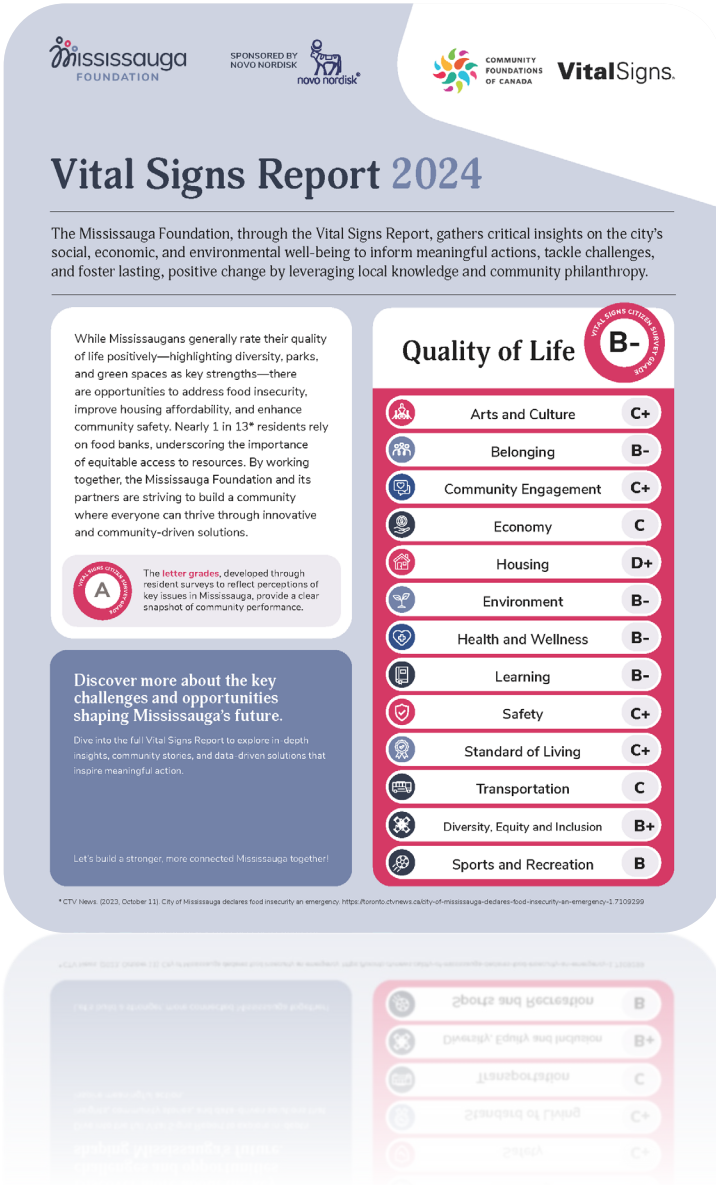 Mississauga
FOUNDATION
SPONSORED BY
NOVO NORDISK
novo nordisk®
COMMUNITY
FOUNDATIONS
OF CANADA
VitalSigns®
Vital Signs Report 2024
The Mississauga Foundation, through the Vital Signs Report, gathers critical insights on the city's
social, economic, and environmental well-being to inform meaningful actions, tackle challenges,
and foster lasting, positive change by leveraging local knowledge and community philanthropy.
While Mississaugans generally rate their quality
of life positively—highlighting diversity, parks,
and green spaces as key strengths—there
are opportunities to address food insecurity,
improve housing affordability, and enhance
community safety. Nearly 1 in 13* residents rely
on food banks, underscoring the importance
of equitable access to resources. By working
together, the Mississauga Foundation and its
partners are striving to build a community
where everyone can thrive through innovative
and community-driven solutions.
VITAL SIGNS CITIZEN SURVEY GRADE
A
The letter grades, developed through
resident surveys to reflect perceptions of
key issues in Mississauga, provide a clear
snapshot of community performance.
Discover more about the key
challenges and opportunities
shaping Mississauga's future.
Dive into the full Vital Signs Report to explore in-depth
insights, community stories, and data-driven solutions that
inspire meaningful action.
Let's build a stronger, more connected Mississauga together!
Quality of Life
VITAL SIGNS CITIZEN SURVEY GRADE
B-
Arts and Culture C+
Belonging B-
Community Engagement C+
Economy C
Housing D+
Environment B-
Health and Wellness B-
Learning B-
Safety C+
Standard of Living C+
Transportation C
Diversity, Equity and Inclusion B+
Sports and Recreation B
* CTV News. (2023, October 11). City of Mississauga declares food insecurity an emergency. https://toronto.ctvnews.ca/city-of-mississauga-declares-food-insecurity-an-emergency-1.7109299